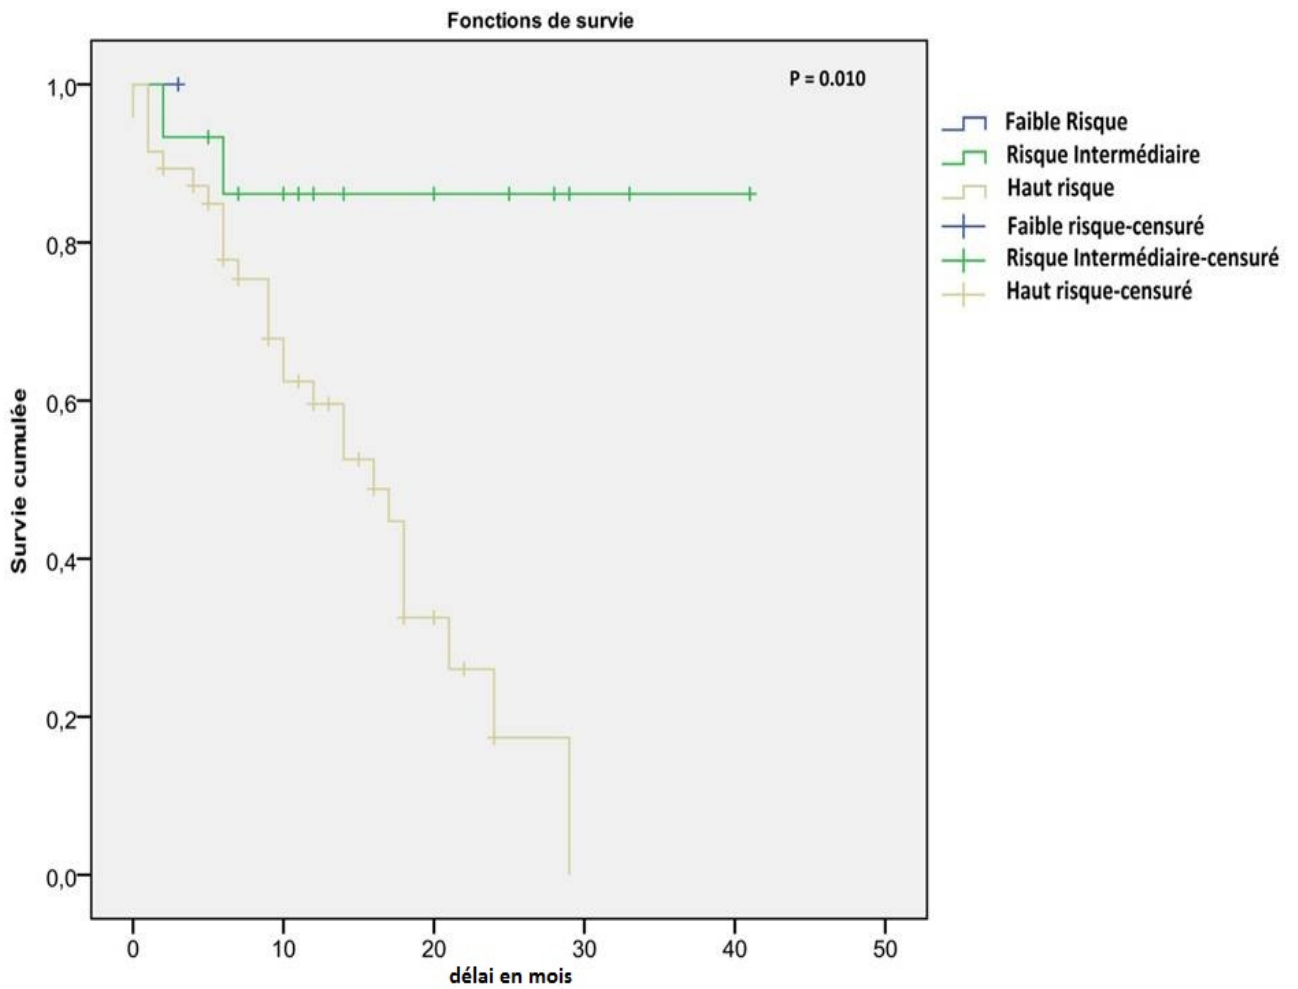 Fonctions de survie
P = 0.010
1,0
0,8
0,6
0,4
0,2
0,0
Survie cumulée
0 10 20 30 40 50
délai en mois
Faible Risque
Risque Intermédiaire
Haut risque
Faible risque-censuré
Risque Intermédiaire-censuré
Haut risque-censuré